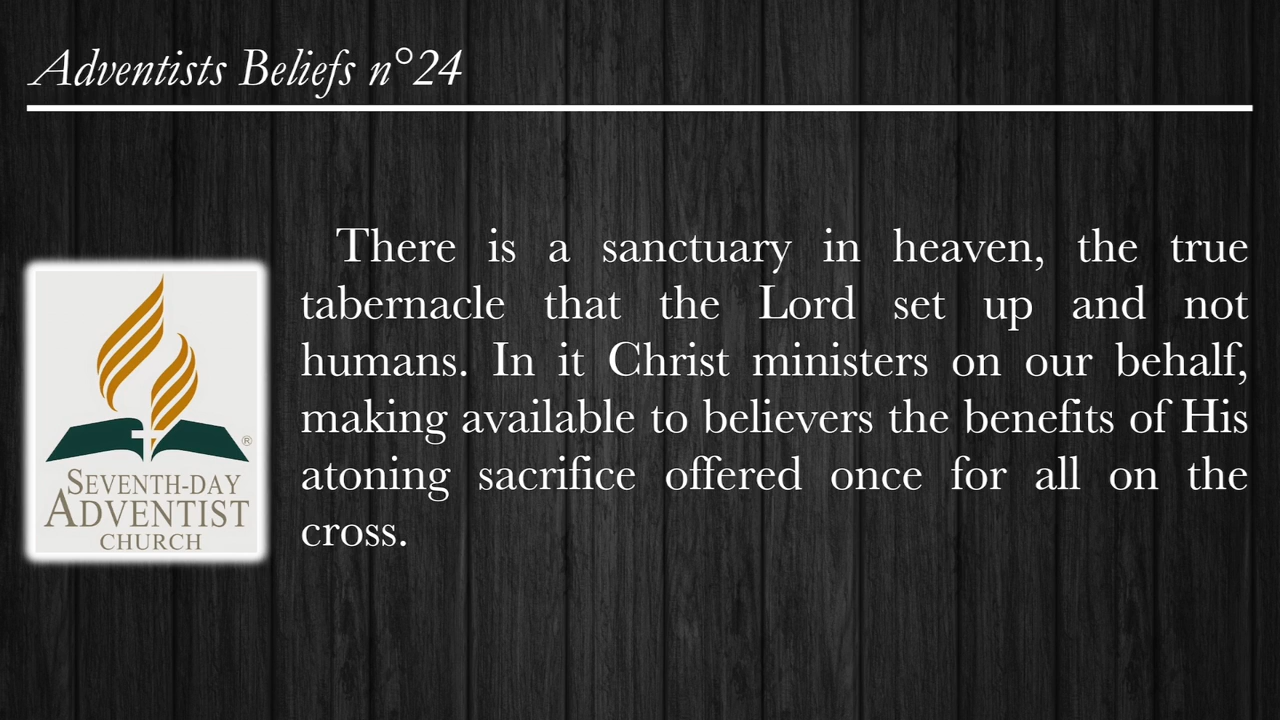 Adventists Beliefs n°24
There is a sanctuary in heaven, the true
tabernacle that the Lord set up and not
humans. In it Christ ministers on our behalf,
making available to believers the benefits of His
atoning sacrifice offered once for all on the
cross.
®
SEVENTH-DAY
ADVENTIST
CHURCH